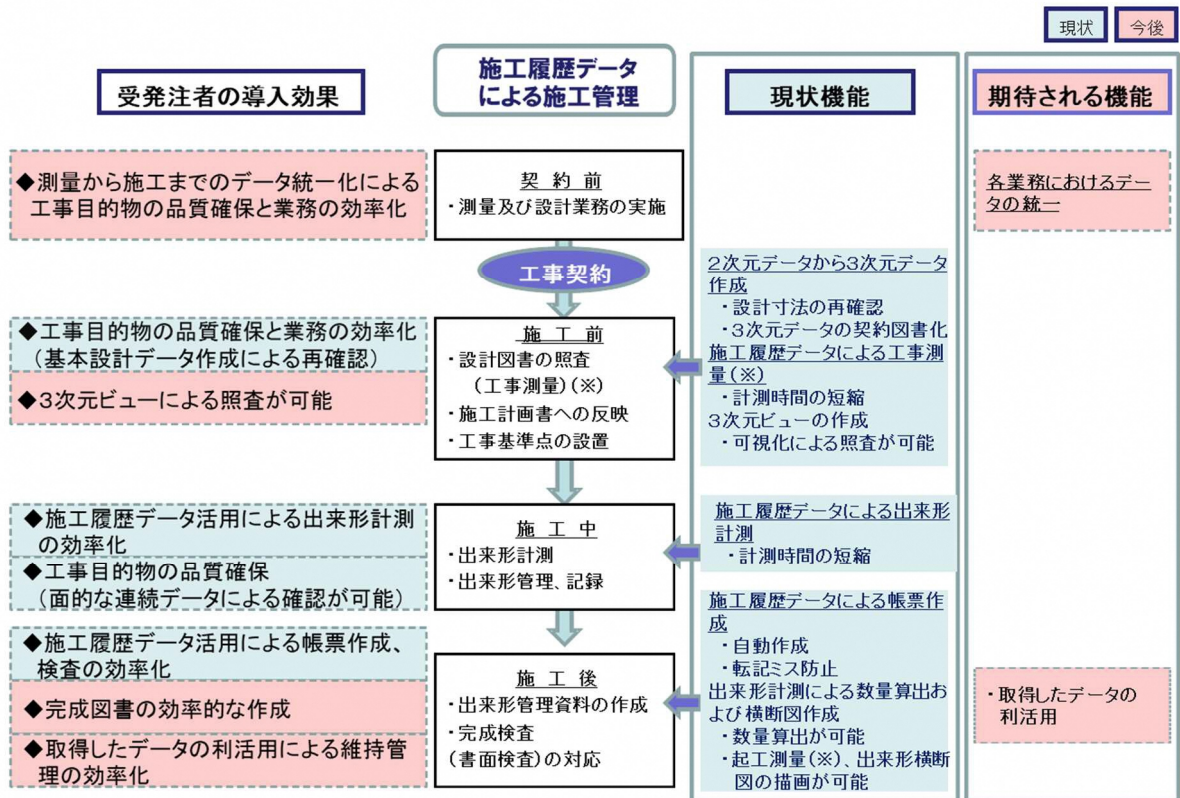 現状
今後
受発注者の導入効果
施工履歴データ
による施工管理
現状機能
期待される機能
◆測量から施工までのデータ統一化による
工事目的物の品質確保と業務の効率化
契約前
・測量及び設計業務の実施
各業務におけるデー
タの統一
工事契約
◆工事目的物の品質確保と業務の効率化
（基本設計データ作成による再確認）
◆３次元ビューによる照査が可能
施工前
・設計図書の照査
（工事測量）（※）
・施工計画書への反映
・工事基準点の設置
２次元データから３次元データ
作成
・設計寸法の再確認
・３次元データの契約図書化
施工履歴データによる工事測
量（※）
・計測時間の短縮
３次元ビューの作成
・可視化による照査が可能
◆施工履歴データ活用による出来形計測
の効率化
◆工事目的物の品質確保
（面的な連続データによる確認が可能）
施工中
・出来形計測
・出来形管理、記録
施工履歴データによる出来形
計測
・計測時間の短縮
◆施工履歴データ活用による帳票作成、
検査の効率化
◆完成図書の効率的な作成
◆取得したデータの利活用による維持管
理の効率化
施工後
・出来形管理資料の作成
・完成検査
（書面検査）の対応
施工履歴データによる帳票作
成
・自動作成
・転記ミス防止
出来形計測による数量算出お
よび横断図作成
・数量算出が可能
・起工測量（※）、出来形横断
図の描画が可能
・取得したデータの
利活用